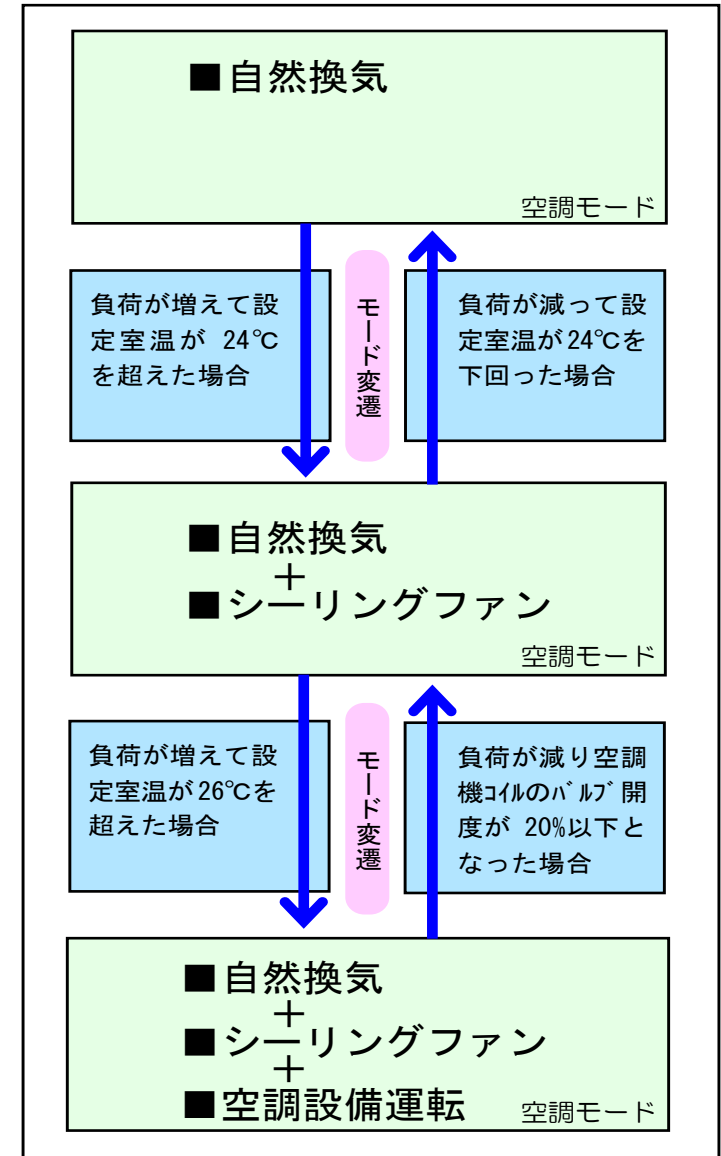 ■自然換気
空調モード
負荷が増えて設
定室温が 24℃
を超えた場合
モード変遷
負荷が減って設
定室温が24℃を
下回った場合
■自然換気
＋
■シーリングファン
空調モード
負荷が増えて設
定室温が26℃を
超えた場合
モード変遷
負荷が減り空調
機ｺｲﾙのﾊﾞﾙﾌﾞ開
度が 20%以下と
なった場合
■自然換気
＋
■シーリングファン
＋
■空調設備運転
空調モード